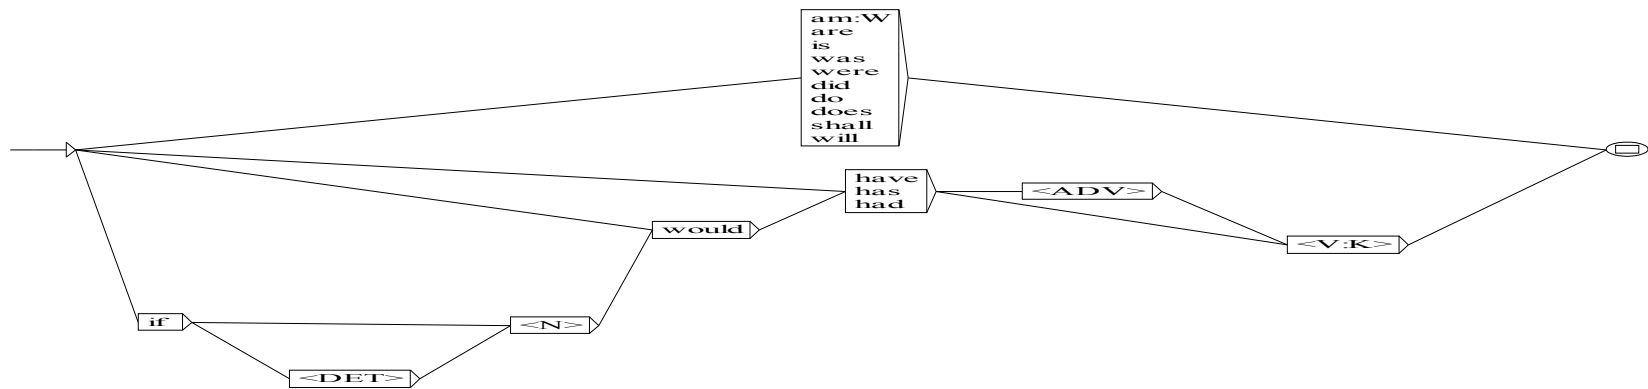 am:W
are
is
was
were
did
do
does
shall
will
have
has
had
<ADV>
would
<V:K>
if
<N>
<DET>